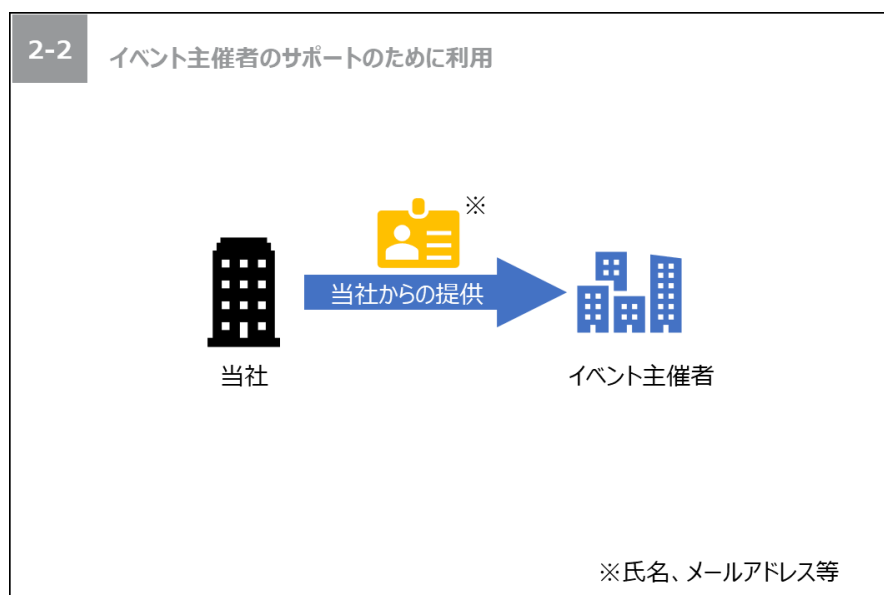 2-2
イベント主催者のサポートのために利用
※
当社からの提供
当社
イベント主催者
※氏名、メールアドレス等